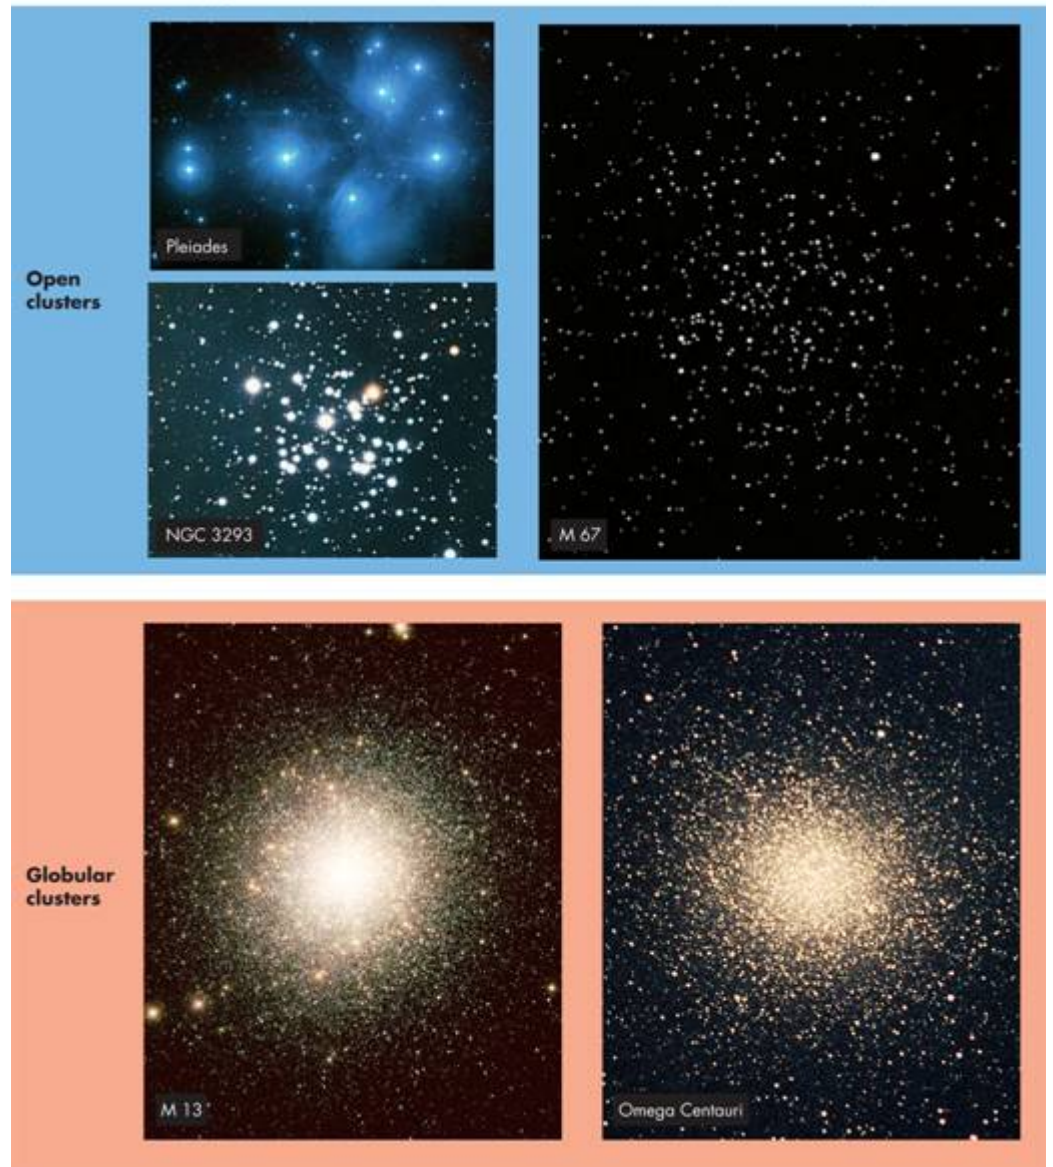 Open
clusters
Pleiades
NGC 3293
M 67
Globular
clusters
M 13
Omega Centauri